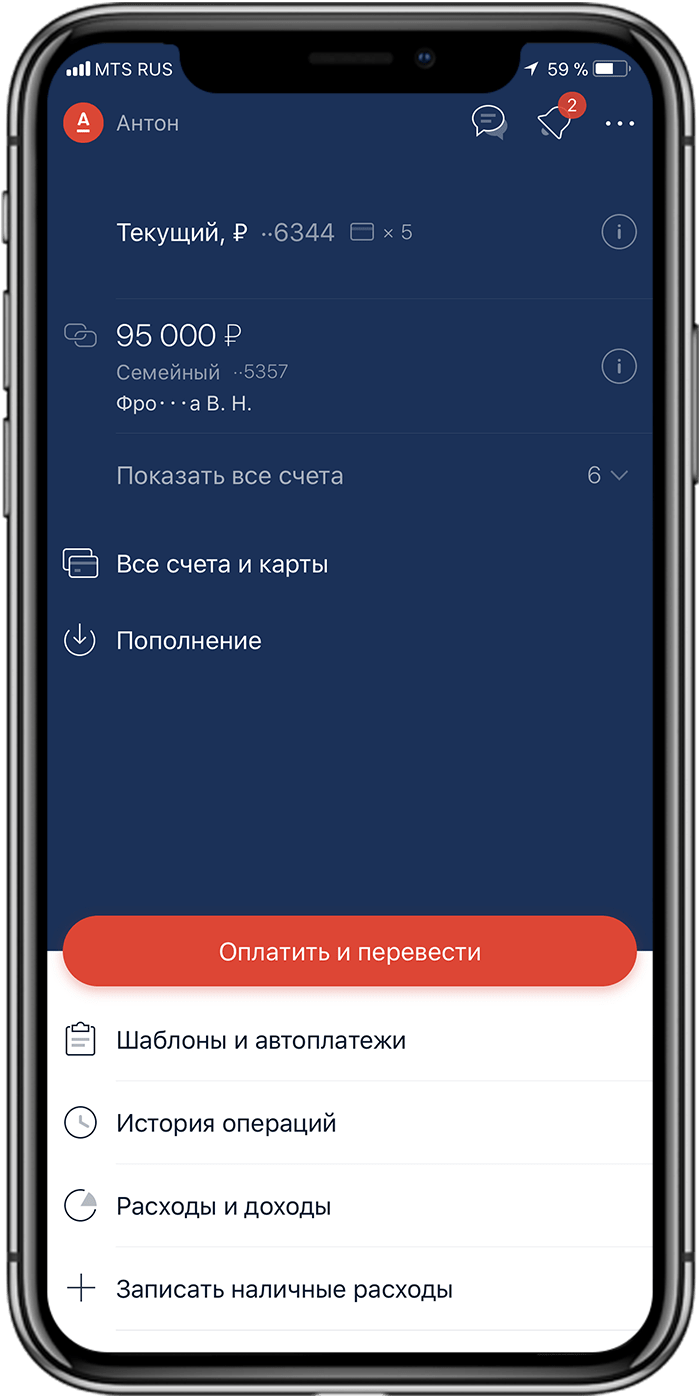 MTS RUS 59 %
А Антон 2
Текущий, ₽ ··6344 × 5
95 000 ₽
Семейный ··5357
Фро···а В. Н.
Показать все счета 6
Все счета и карты
Пополнение
Оплатить и перевести
Шаблоны и автоплатежи
История операций
Расходы и доходы
Записать наличные расходы